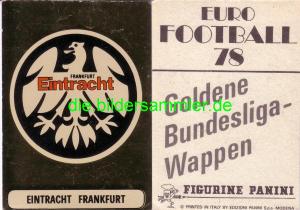 FRANKFURT
Eintracht
EINTRACHT FRANKFURT
EURO
FOOTBALL
78
die.bildersammler.de
Goldene
Bundesliga-
Wappen
FIGURINE PANINI
© PRINTED IN ITALY BY EDIZIONI PANINI S.p.A. MODENA